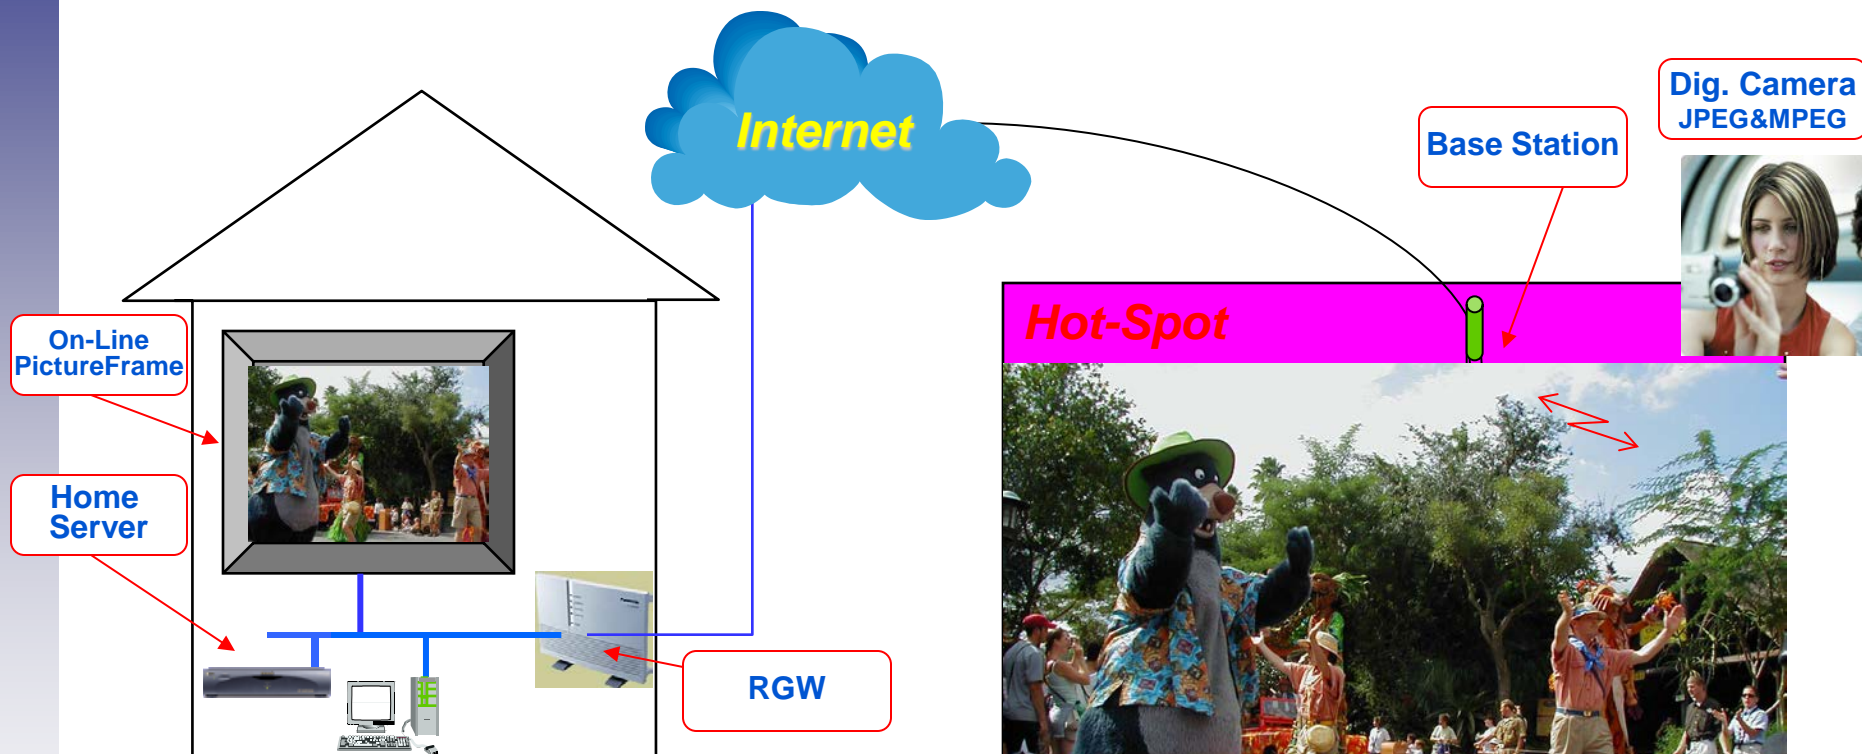 Internet
Dig. Camera
JPEG&MPEG
Base Station
Hot-Spot
On-Line
PictureFrame
Home
Server
RGW